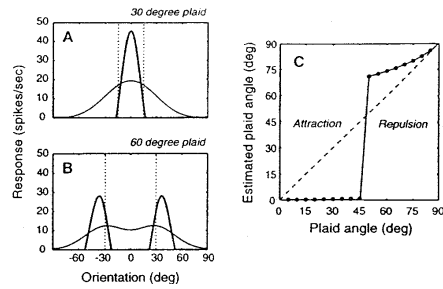 30 degree plaid
A
Response (spikes/sec)
50
40
30
20
10
0
60 degree plaid
B
50
40
30
20
10
0
-60 -30 0 30 60 90
Orientation (deg)
C
Estimated plaid angle (deg)
90
75
60
45
30
15
0
Attraction
Repulsion
0 15 30 45 60 75 90
Plaid angle (deg)